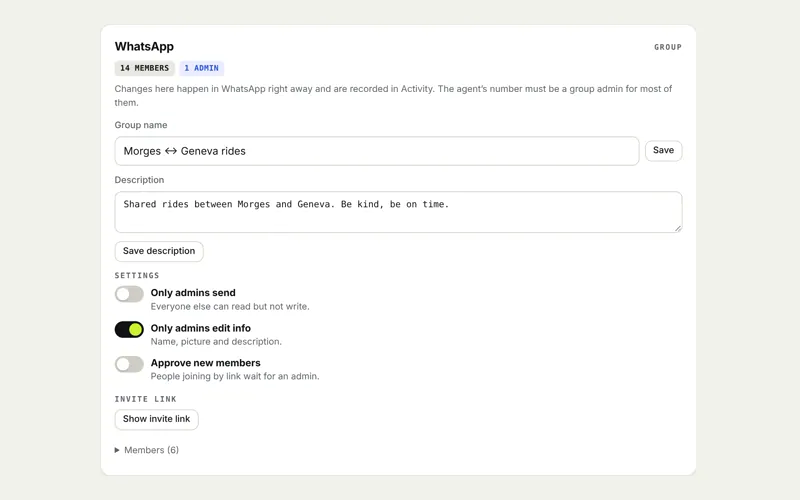 WhatsApp
GROUP
14 MEMBERS
1 ADMIN
Changes here happen in WhatsApp right away and are recorded in Activity. The agent's number must be a group admin for most of
them.
Group name
Morges ↔ Geneva rides
Save
Description
Shared rides between Morges and Geneva. Be kind, be on time.
Save description
SETTINGS
Only admins send
Everyone else can read but not write.
Only admins edit info
Name, picture and description.
Approve new members
People joining by link wait for an admin.
INVITE LINK
Show invite link
Members (6)